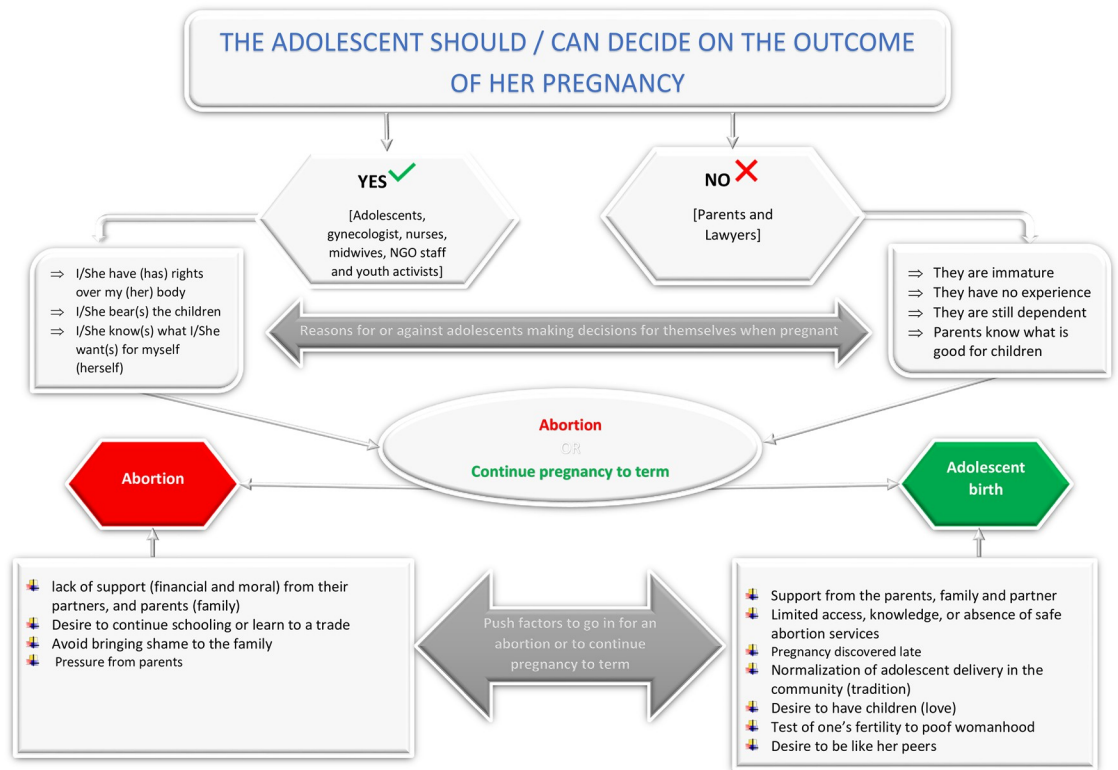 THE ADOLESCENT SHOULD / CAN DECIDE ON THE OUTCOME
OF HER PREGNANCY
YES
[Adolescents,
gynecologist, nurses,
midwives, NGO staff
and youth activists]
NO
[Parents and
Lawyers]
⇒ I/She have (has) rights
over my (her) body
⇒ I/She bear(s) the children
⇒ I/She know(s) what I/She
want(s) for myself
(herself)
Reasons for or against adolescents making decisions for themselves when pregnant
⇒ They are immature
⇒ They have no experience
⇒ They are still dependent
⇒ Parents know what is
good for children
Abortion
OR
Continue pregnancy to term
Abortion
Adolescent
birth
lack of support (financial and moral) from their
partners, and parents (family)
Desire to continue schooling or learn to a trade
Avoid bringing shame to the family
Pressure from parents
Push factors to go in for an
abortion or to continue
pregnancy to term
Support from the parents, family and partner
Limited access, knowledge, or absence of safe
abortion services
Pregnancy discovered late
Normalization of adolescent delivery in the
community (tradition)
Desire to have children (love)
Test of one’s fertility to poof womanhood
Desire to be like her peers